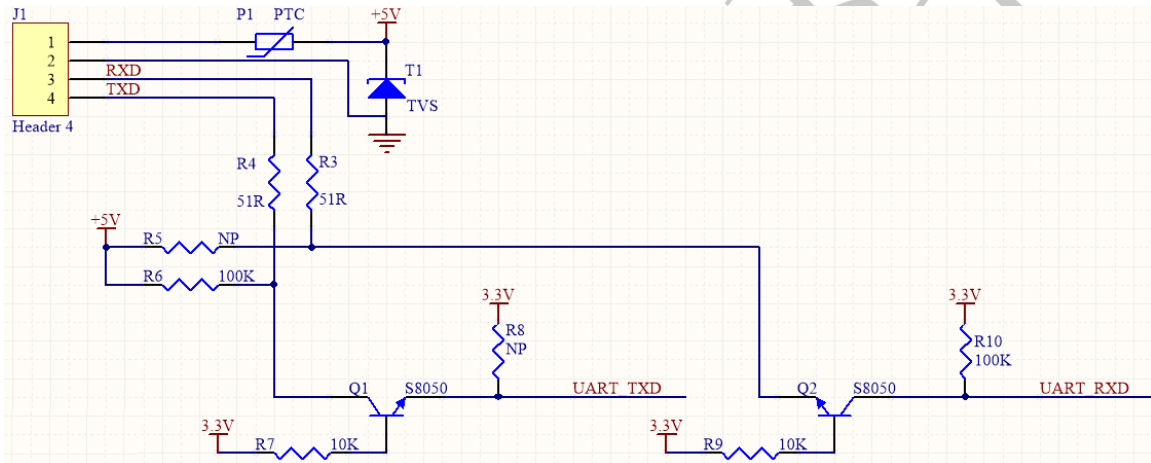 J1
P1 PTC
+5V
1
2
3
4
RXD
TXD
T1
TVS
Header 4
R4
R3
51R
51R
+5V
R5 NP
R6 100K
3.3V
R8
NP
3.3V
R10
100K
Q1 S8050
UART_TXD
Q2 S8050
UART_RXD
3.3V
R7 10K
3.3V
R9 10K